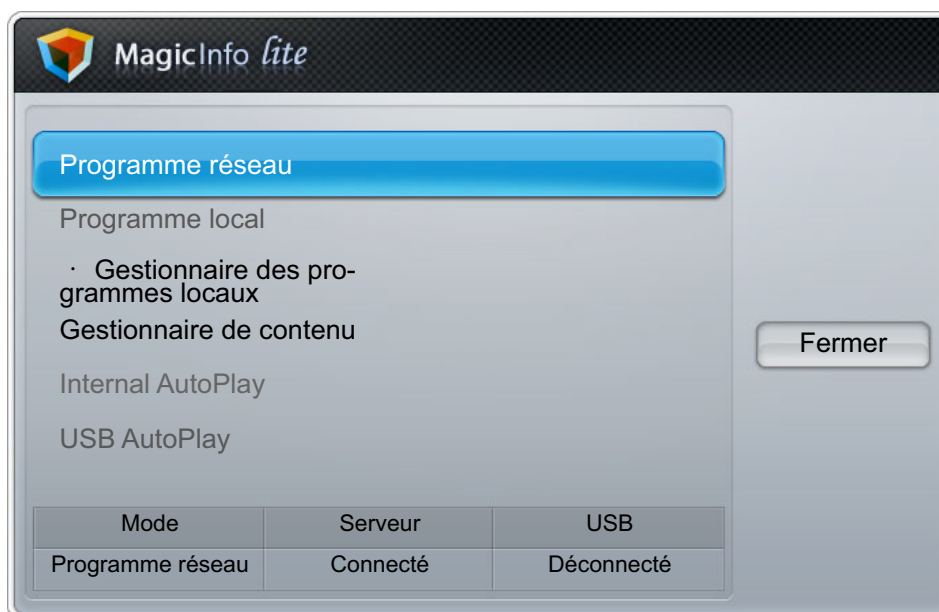 MagicInfo lite
Programme réseau
Programme local
· Gestionnaire des pro-
grammes locaux
Gestionnaire de contenu
Internal AutoPlay
USB AutoPlay
Fermer
Mode Serveur USB
Programme réseau Connecté Déconnecté